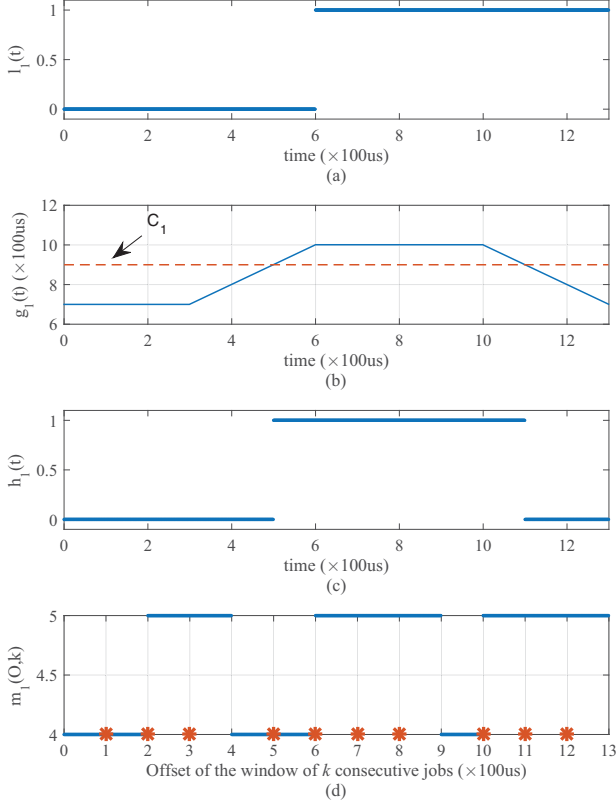 1
0.5
0
l1(t)
0 2 4 6 8 10 12
time (×100us)
(a)
12
10
8
6
g1(t) (×100us)
C1
0 2 4 6 8 10 12
time (×100us)
(b)
1
0.5
0
h1(t)
0 2 4 6 8 10 12
time (×100us)
(c)
5
4.5
4
m1(O,k)
0 1 2 3 4 5 6 7 8 9 10 11 12 13
Offset of the window of k consecutive jobs (×100us)
(d)